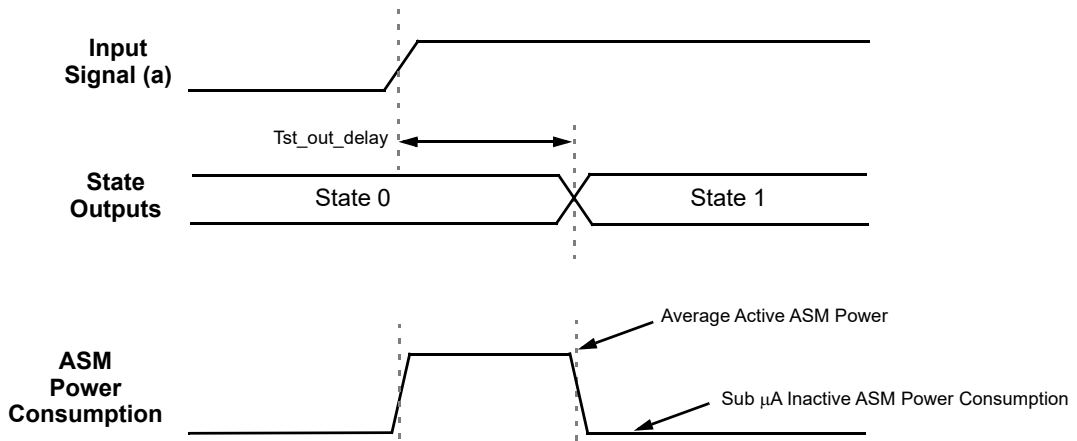 Input
Signal (a)
Tst_out_delay
State
Outputs
State 0
State 1
Average Active ASM Power
ASM
Power
Consumption
Sub μA Inactive ASM Power Consumption